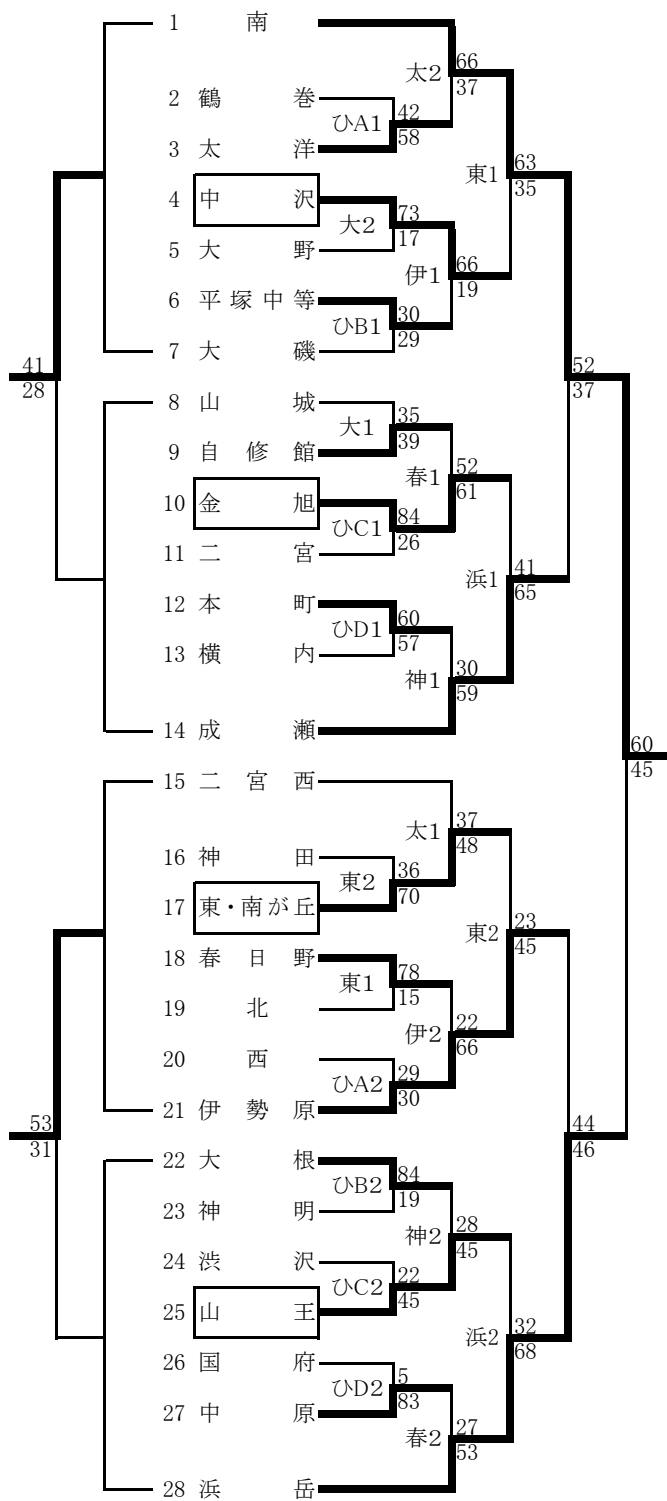 1 南
66
太2
37
2 鶴巻
42
ひA1
58
3 太洋
63
東1
35
4 中沢
73
大2
17
5 大野
66
伊1
19
6 平塚中等
30
ひB1
29
7 大磯
41
28
52
37
8 山城
35
大1
39
9 自修館
52
春1
61
10 金旭
84
ひC1
26
11 二宮
41
浜1
65
12 本町
60
ひD1
57
13 横内
30
神1
59
14 成瀬
60
45
15 二宮西
37
太1
48
16 神田
36
東2
70
17 東・南が丘
23
東2
45
18 春日野
78
東1
15
19 北
22
伊2
66
20 西
29
ひA2
30
21 伊勢原
53
31
44
46
22 大根
84
ひB2
19
23 神明
28
神2
45
24 渋沢
22
ひC2
45
25 山王
32
浜2
68
26 国府
5
ひD2
83
27 中原
27
春2
53
28 浜岳